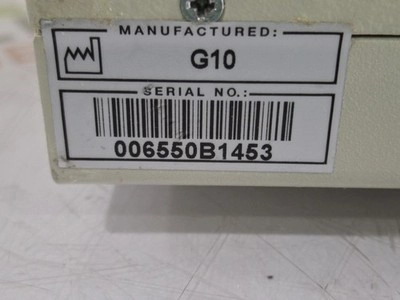 MANUFACTURED:
G10
SERIAL NO.:
006550B1453